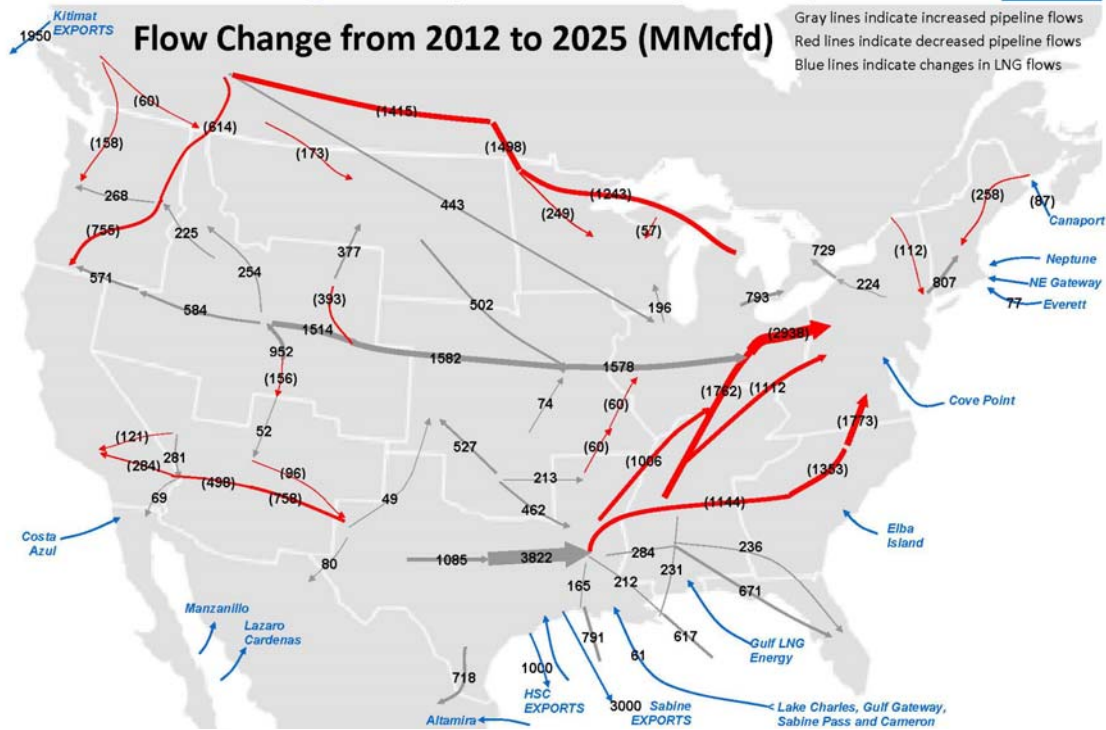 Kitimat
EXPORTS
1950
Flow Change from 2012 to 2025 (MMcfd)
Gray lines indicate increased pipeline flows
Red lines indicate decreased pipeline flows
Blue lines indicate changes in LNG flows
(60)
(614)
(1415)
(158)
(173)
(1498)
268
443
(1243)
(258)
(87)
(249)
(57)
Canaport
(755)
225
377
729
(112)
Neptune
571
254
224
807
NE Gateway
(393)
502
196
793
77
Everett
584
1514
(2938)
952
1582
1578
(156)
(1762)
(1112
74
(60)
Cove Point
(121)
52
527
(60)
(1773)
281
(284)
(96)
(1006
(1353)
(498)
213
69
(758)
49
462
(1144)
Costa
Azul
Elba
Island
80
1085
3822
284
236
165
212
231
671
Manzanillo
Lazaro
Cardenas
791
61
617
Gulf LNG
Energy
718
1000
HSC
EXPORTS
3000
Sabine
EXPORTS
Altamira
Lake Charles, Gulf Gateway,
Sabine Pass and Cameron